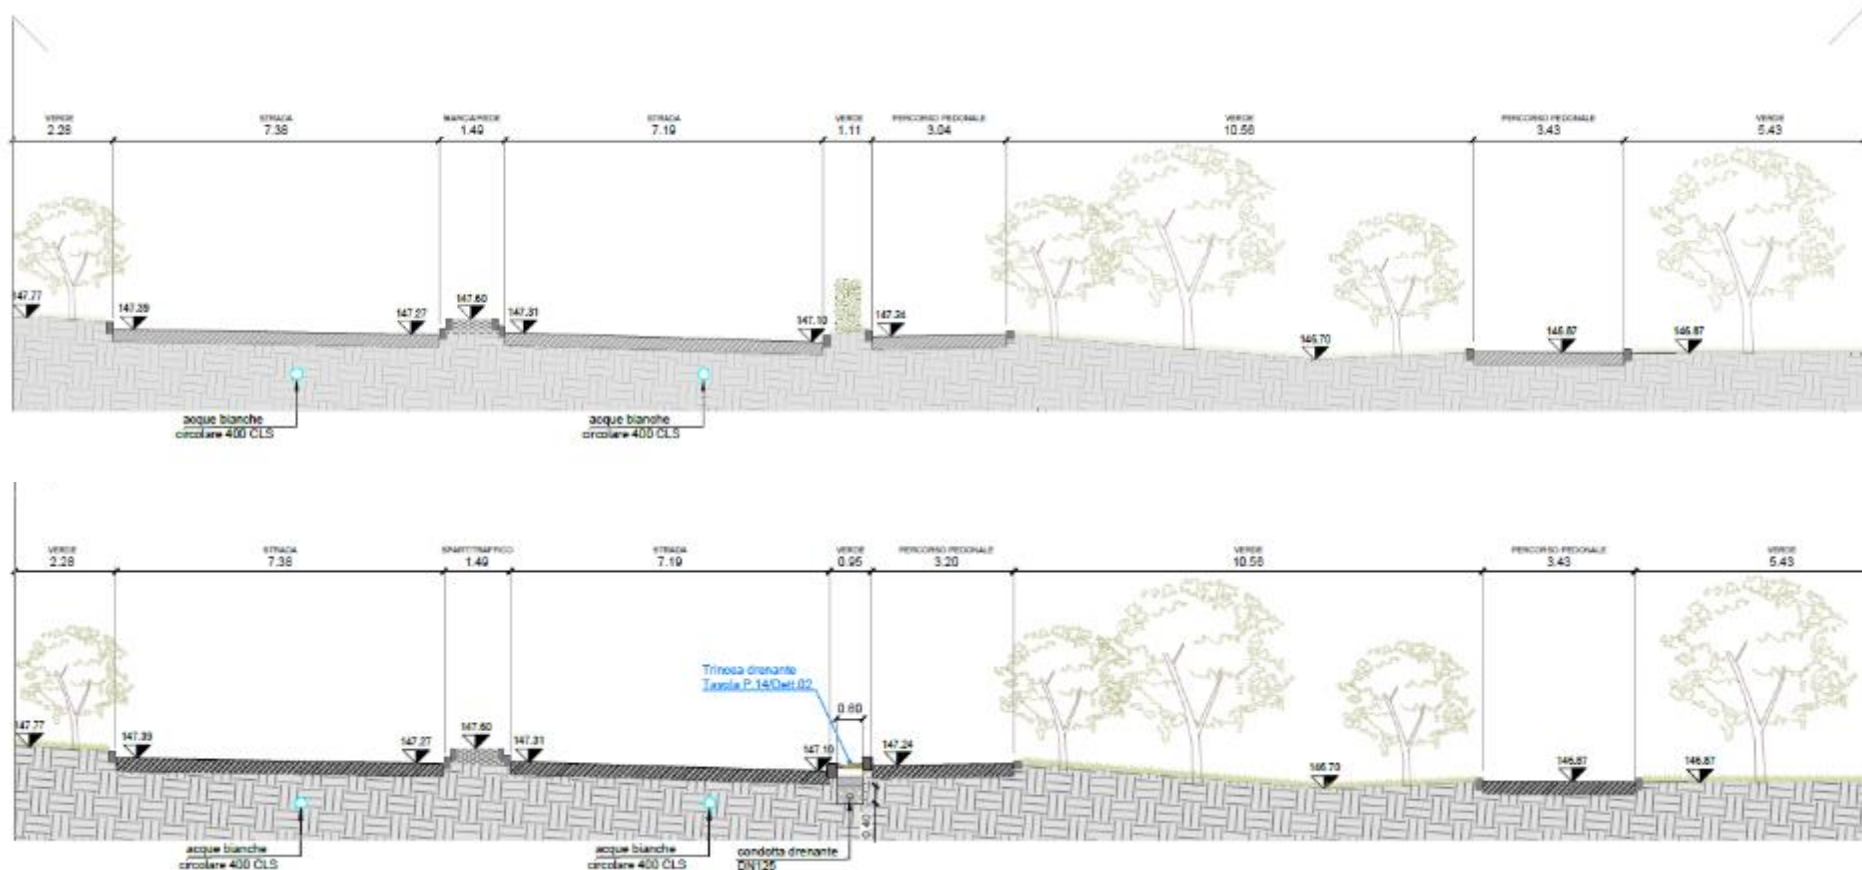 VERDE STRADA MARCIAPIEDE STRADA VERDE PERCORSO PEDONALE VERDE PERCORSO PEDONALE VERDE
2.28 7.38 1.49 7.19 1.11 3.04 10.56 3.43 5.43
147.77 147.39 147.27 147.60 147.31 147.10 147.24 146.70 146.87 146.87
acque bianche
circolare 400 CLS
acque bianche
circolare 400 CLS
VERDE STRADA SPARTITRAFFICO STRADA VERDE PERCORSO PEDONALE VERDE PERCORSO PEDONALE VERDE
2.28 7.38 1.49 7.19 0.95 3.20 10.56 3.43 5.43
Trincea drenante
Tavola P.14/Dett.02
0.60
147.77 147.39 147.27 147.60 147.31 147.10 147.24 146.70 146.87 146.87
0.40
acque bianche
circolare 400 CLS
acque bianche
circolare 400 CLS
condotta drenante
DN125